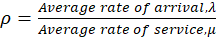 ρ = Average rate of arrival,λ / Average rate of service,μ